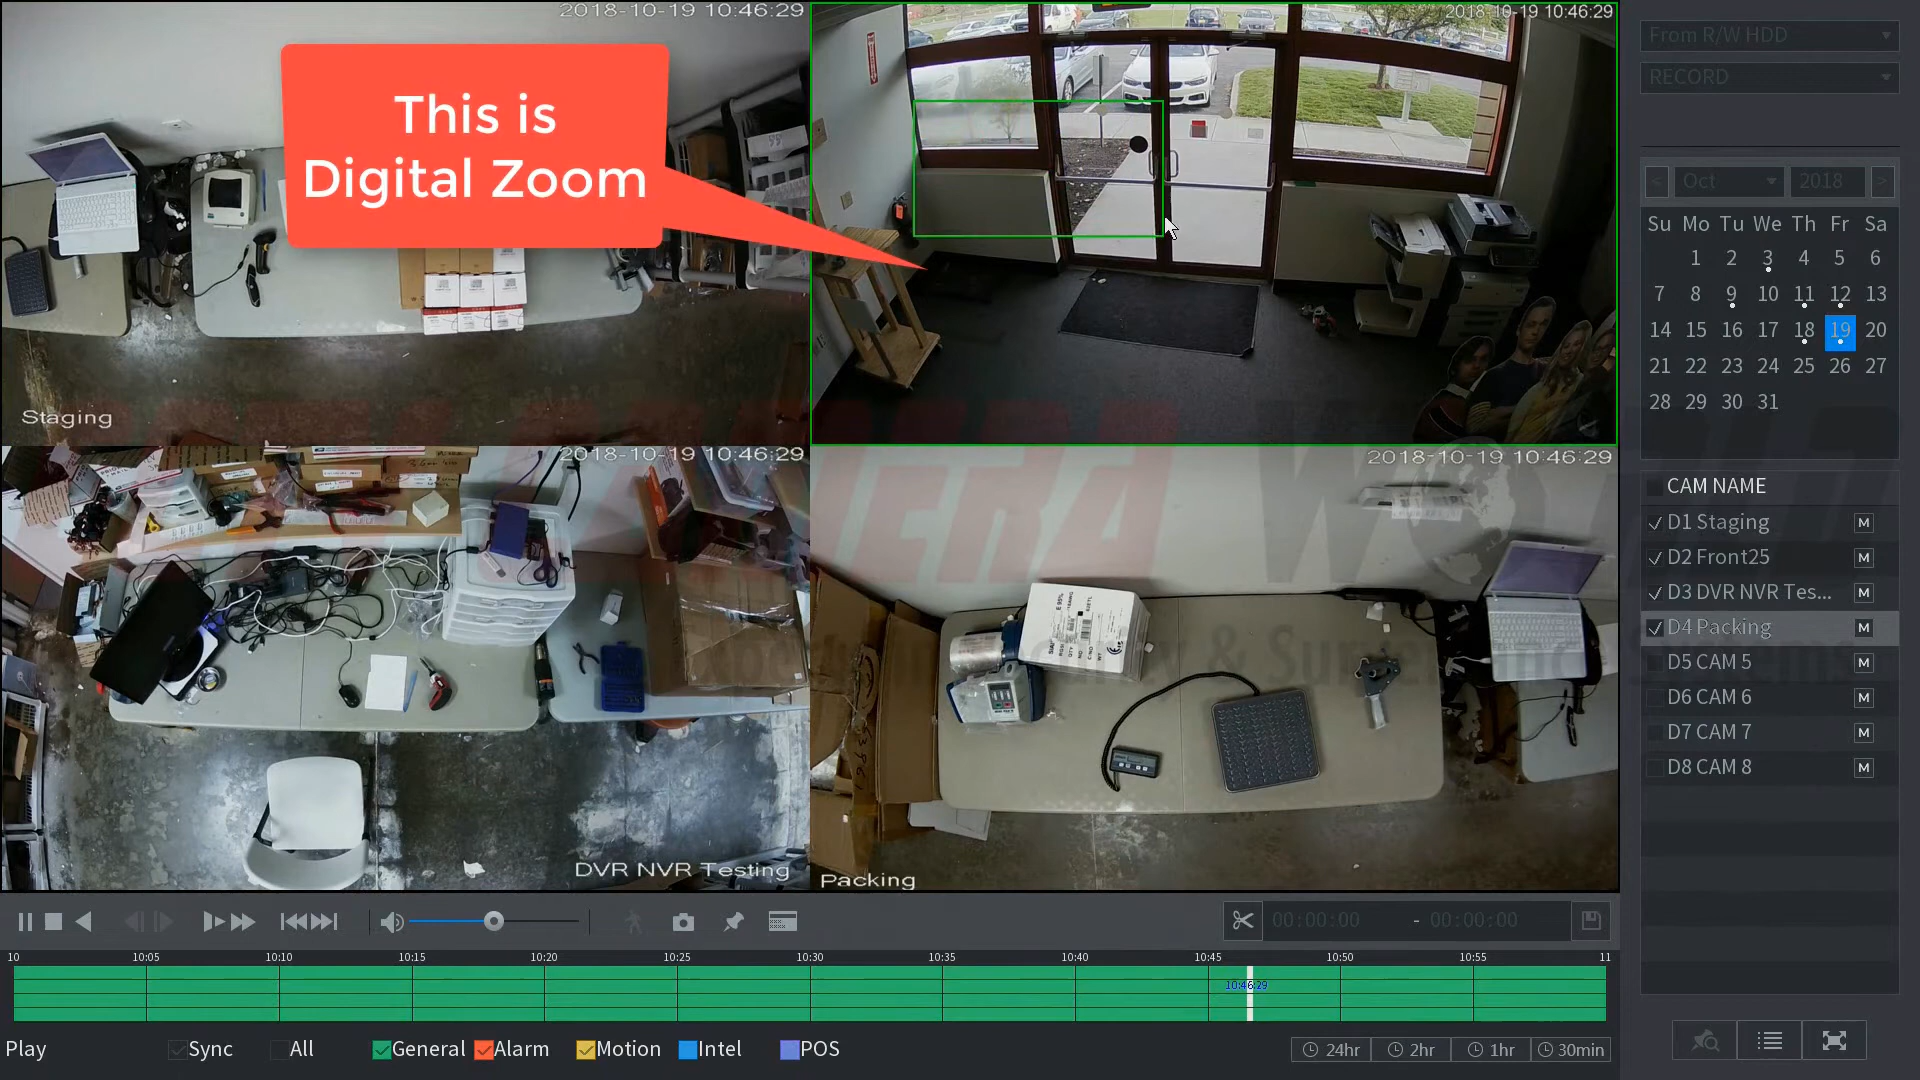 2018-10-19 10:46:29
2018-10-19 10:46:29
This is
Digital Zoom
Staging
2018-10-19 10:46:29
2018-10-19 10:46:29
DVR NVR Testing
Packing
From R/W HDD
RECORD
< Oct 2018 >
Su Mo Tu We Th Fr Sa
1 2 3 4 5 6
7 8 9 10 11 12 13
14 15 16 17 18 19 20
21 22 23 24 25 26 27
28 29 30 31
CAM NAME
D1 Staging M
D2 Front25 M
D3 DVR NVR Tes... M
D4 Packing M
D5 CAM 5 M
D6 CAM 6 M
D7 CAM 7 M
D8 CAM 8 M
00:00:00 - 00:00:00
10 10:05 10:10 10:15 10:20 10:25 10:30 10:35 10:40 10:45 10:50 10:55 11
10:46:29
Play Sync All General Alarm Motion Intel POS
24hr 2hr 1hr 30min